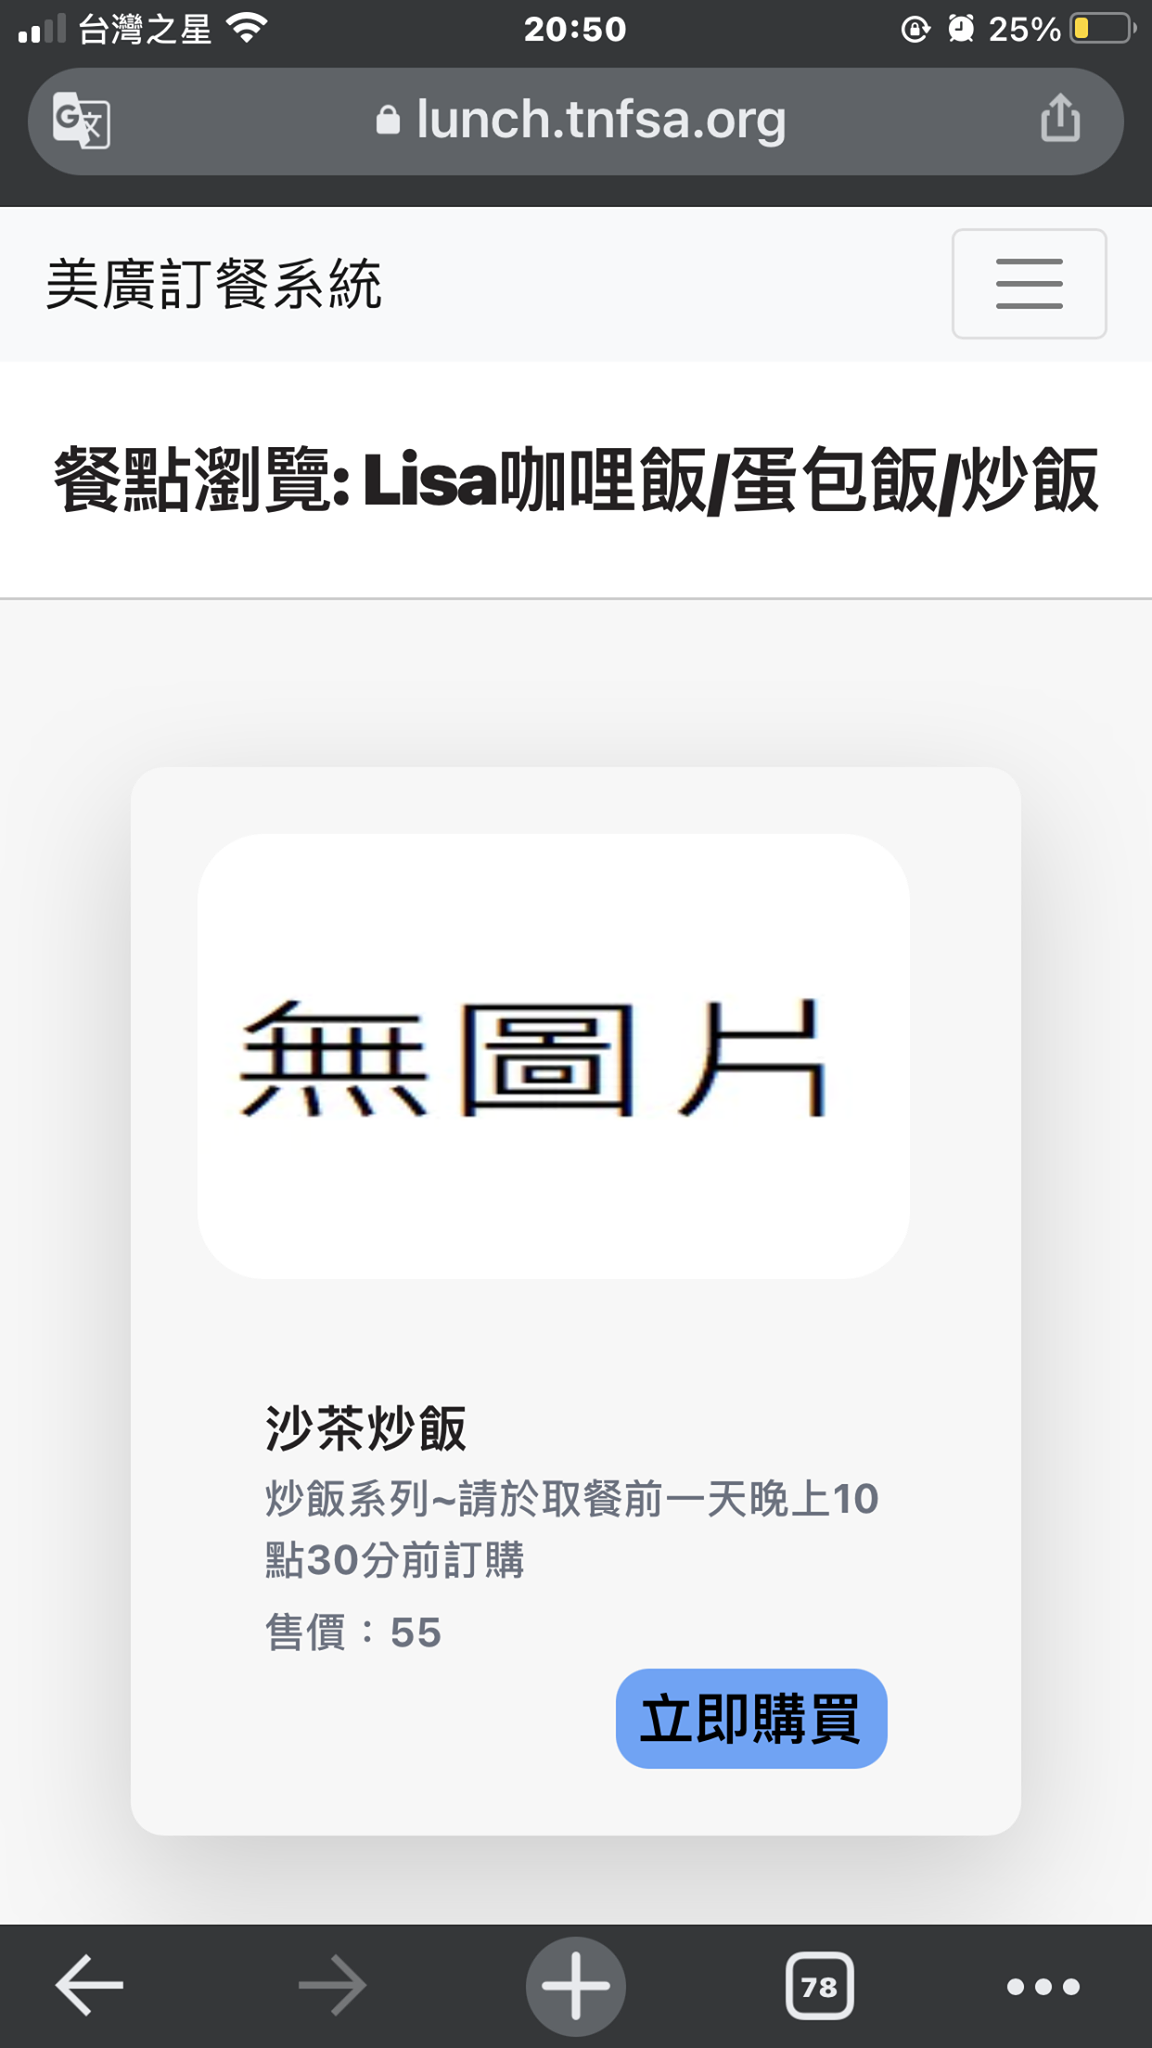 台灣之星 20:50 25%
lunch.tnfsa.org
美廣訂餐系統
餐點瀏覽: Lisa咖哩飯/蛋包飯/炒飯
無圖片
沙茶炒飯
炒飯系列~請於取餐前一天晚上10
點30分前訂購
售價：55
立即購買
78